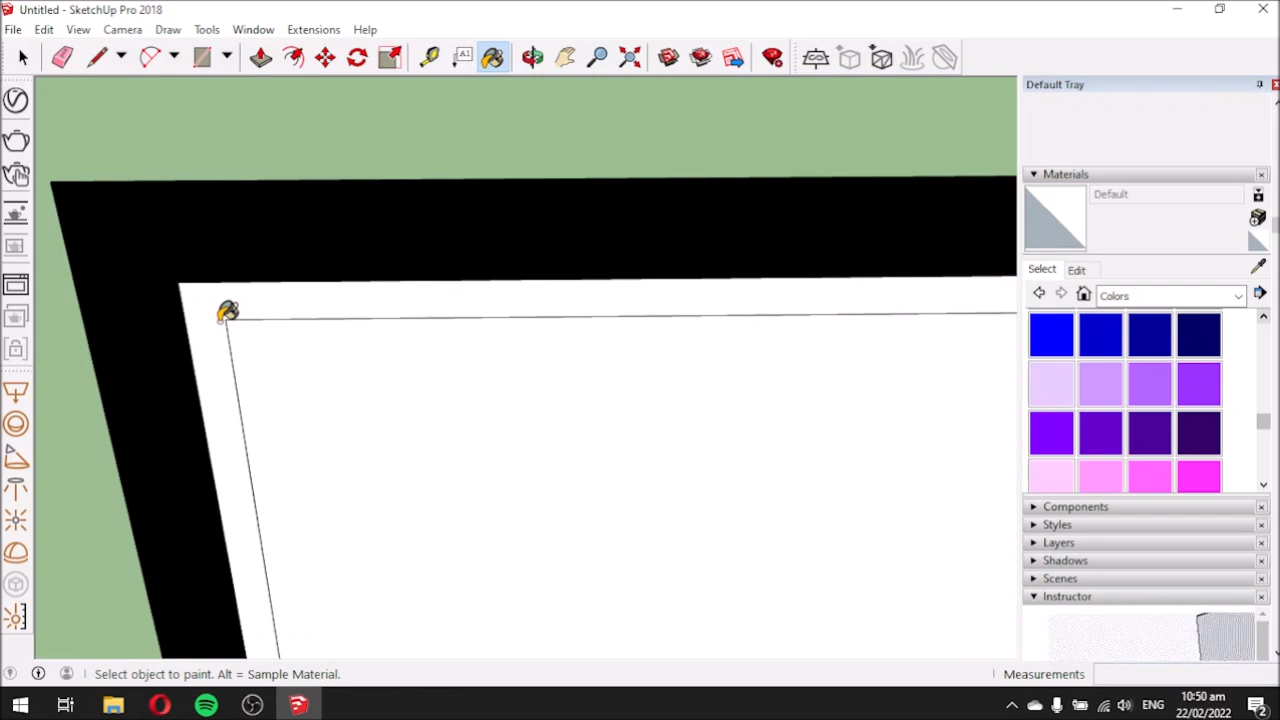 Untitled - SketchUp Pro 2018
File Edit View Camera Draw Tools Window Extensions Help
A1
Default Tray
Materials
Default
Select Edit
Colors
Components
Styles
Layers
Shadows
Scenes
Instructor
Select object to paint. Alt = Sample Material.
Measurements
ENG
10:50 am
22/02/2022
2